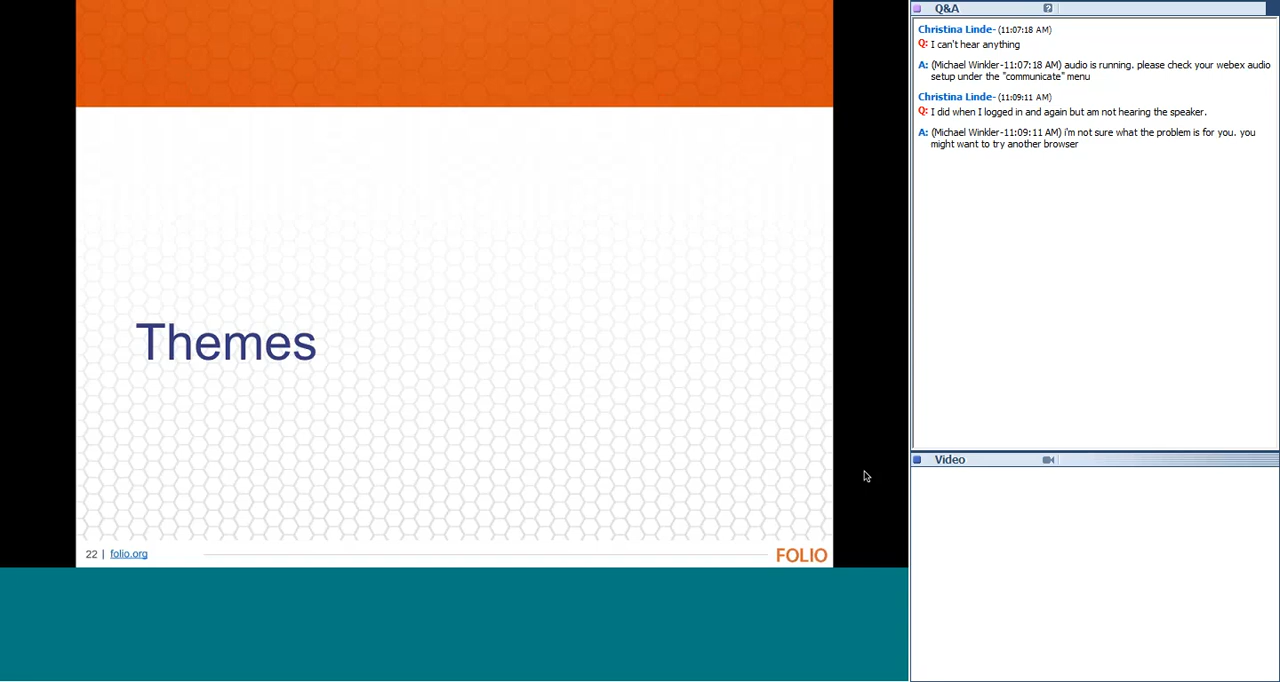 Themes
22 | folio.org
FOLIO
Q&A
Christina Linde- (11:07:18 AM)
Q: I can't hear anything
A: (Michael Winkler-11:07:18 AM) audio is running. please check your webex audio
setup under the "communicate" menu
Christina Linde- (11:09:11 AM)
Q: I did when I logged in and again but am not hearing the speaker.
A: (Michael Winkler-11:09:11 AM) i'm not sure what the problem is for you. you
might want to try another browser
Video